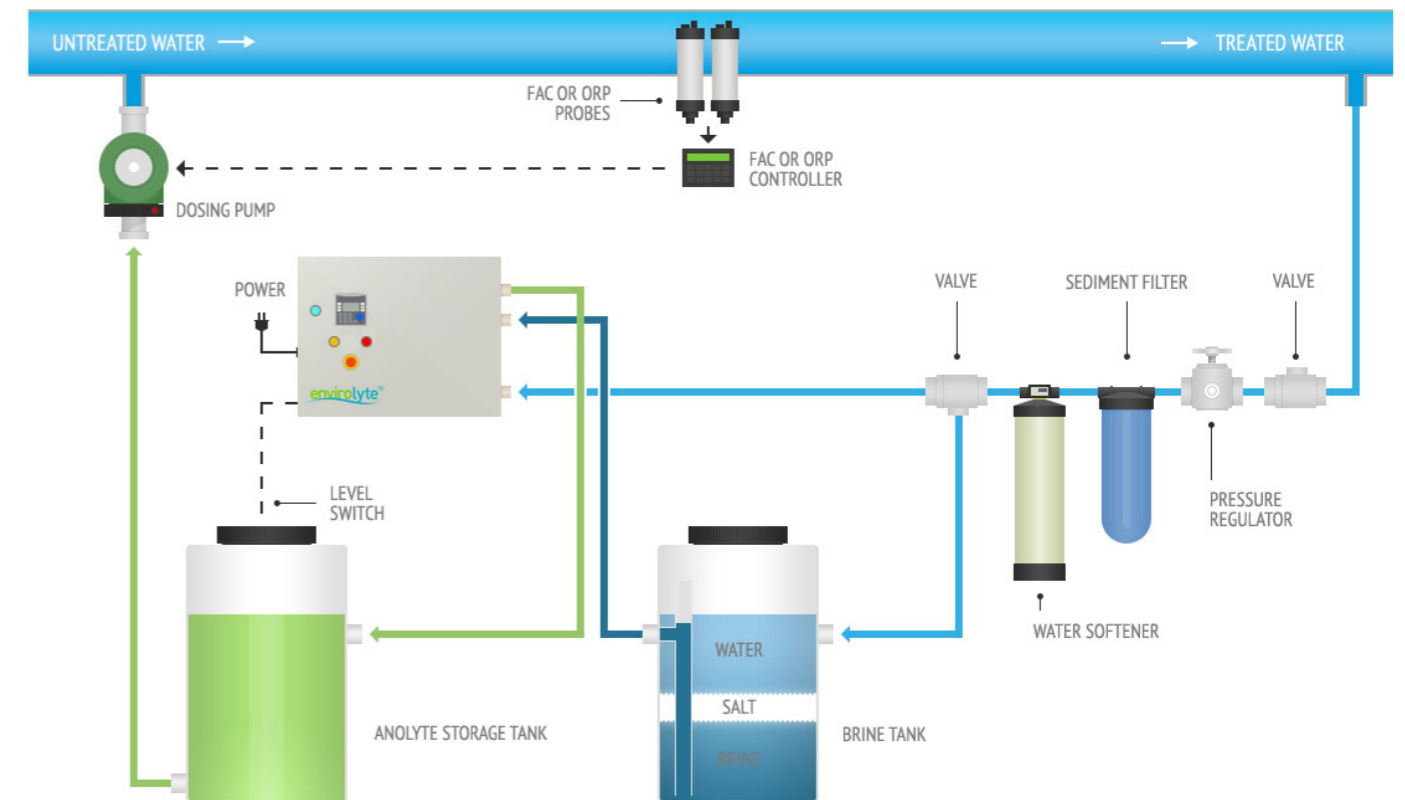 UNTREATED WATER
TREATED WATER
FAC OR ORP
PROBES
FAC OR ORP
CONTROLLER
DOSING PUMP
POWER
VALVE
SEDIMENT FILTER
VALVE
envirolyte®
LEVEL
SWITCH
PRESSURE
REGULATOR
WATER SOFTENER
WATER
SALT
BRINE
ANOLYTE STORAGE TANK
BRINE TANK